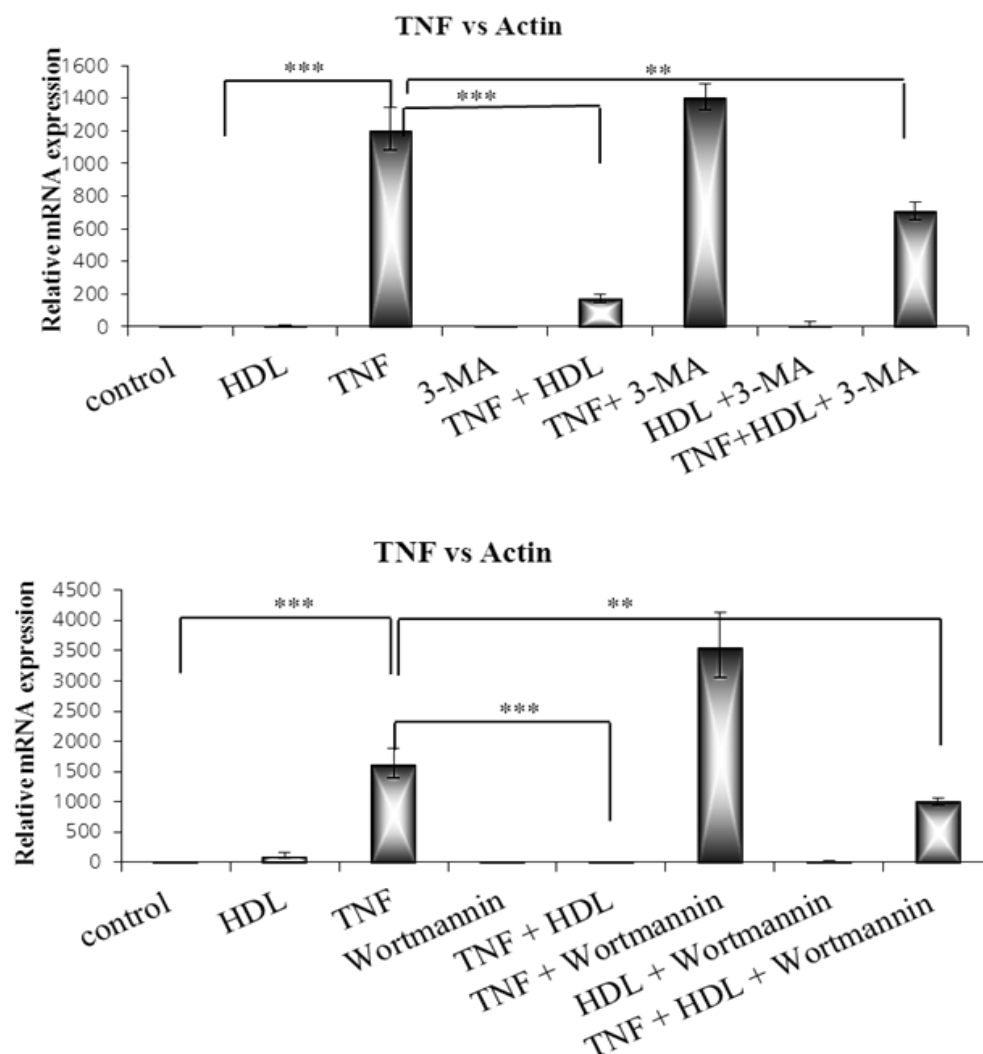 TNF vs Actin
Relative mRNA expression
1600
1400
1200
1000
800
600
400
200
0
***
***
**
control
HDL
TNF
3-MA
TNF + HDL
TNF+ 3-MA
HDL +3-MA
TNF+HDL+ 3-MA
TNF vs Actin
Relative mRNA expression
4500
4000
3500
3000
2500
2000
1500
1000
500
0
***
**
***
control
HDL
TNF
Wortmannin
TNF + HDL
TNF + Wortmannin
HDL + Wortmannin
TNF + HDL + Wortmannin